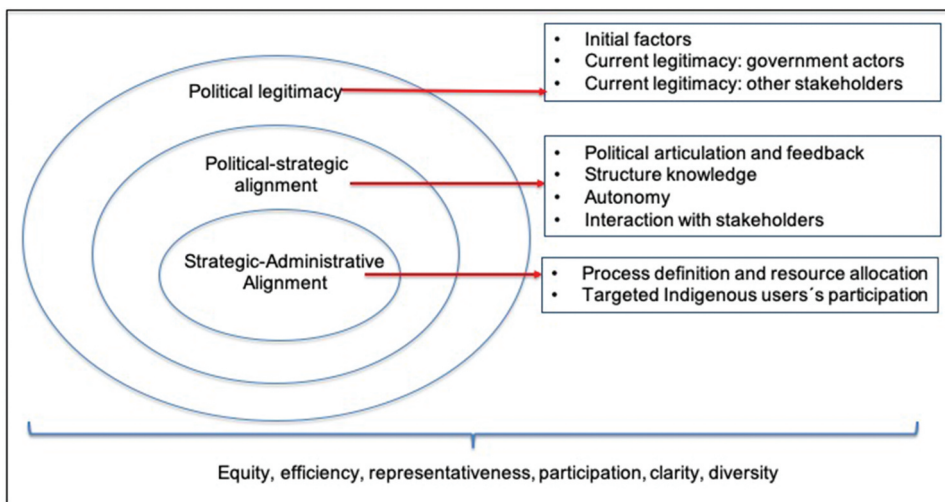 Political legitimacy
• Initial factors
• Current legitimacy: government actors
• Current legitimacy: other stakeholders
Political-strategic
alignment
• Political articulation and feedback
• Structure knowledge
• Autonomy
• Interaction with stakeholders
Strategic-Administrative
Alignment
• Process definition and resource allocation
• Targeted Indigenous users´s participation
Equity, efficiency, representativeness, participation, clarity, diversity